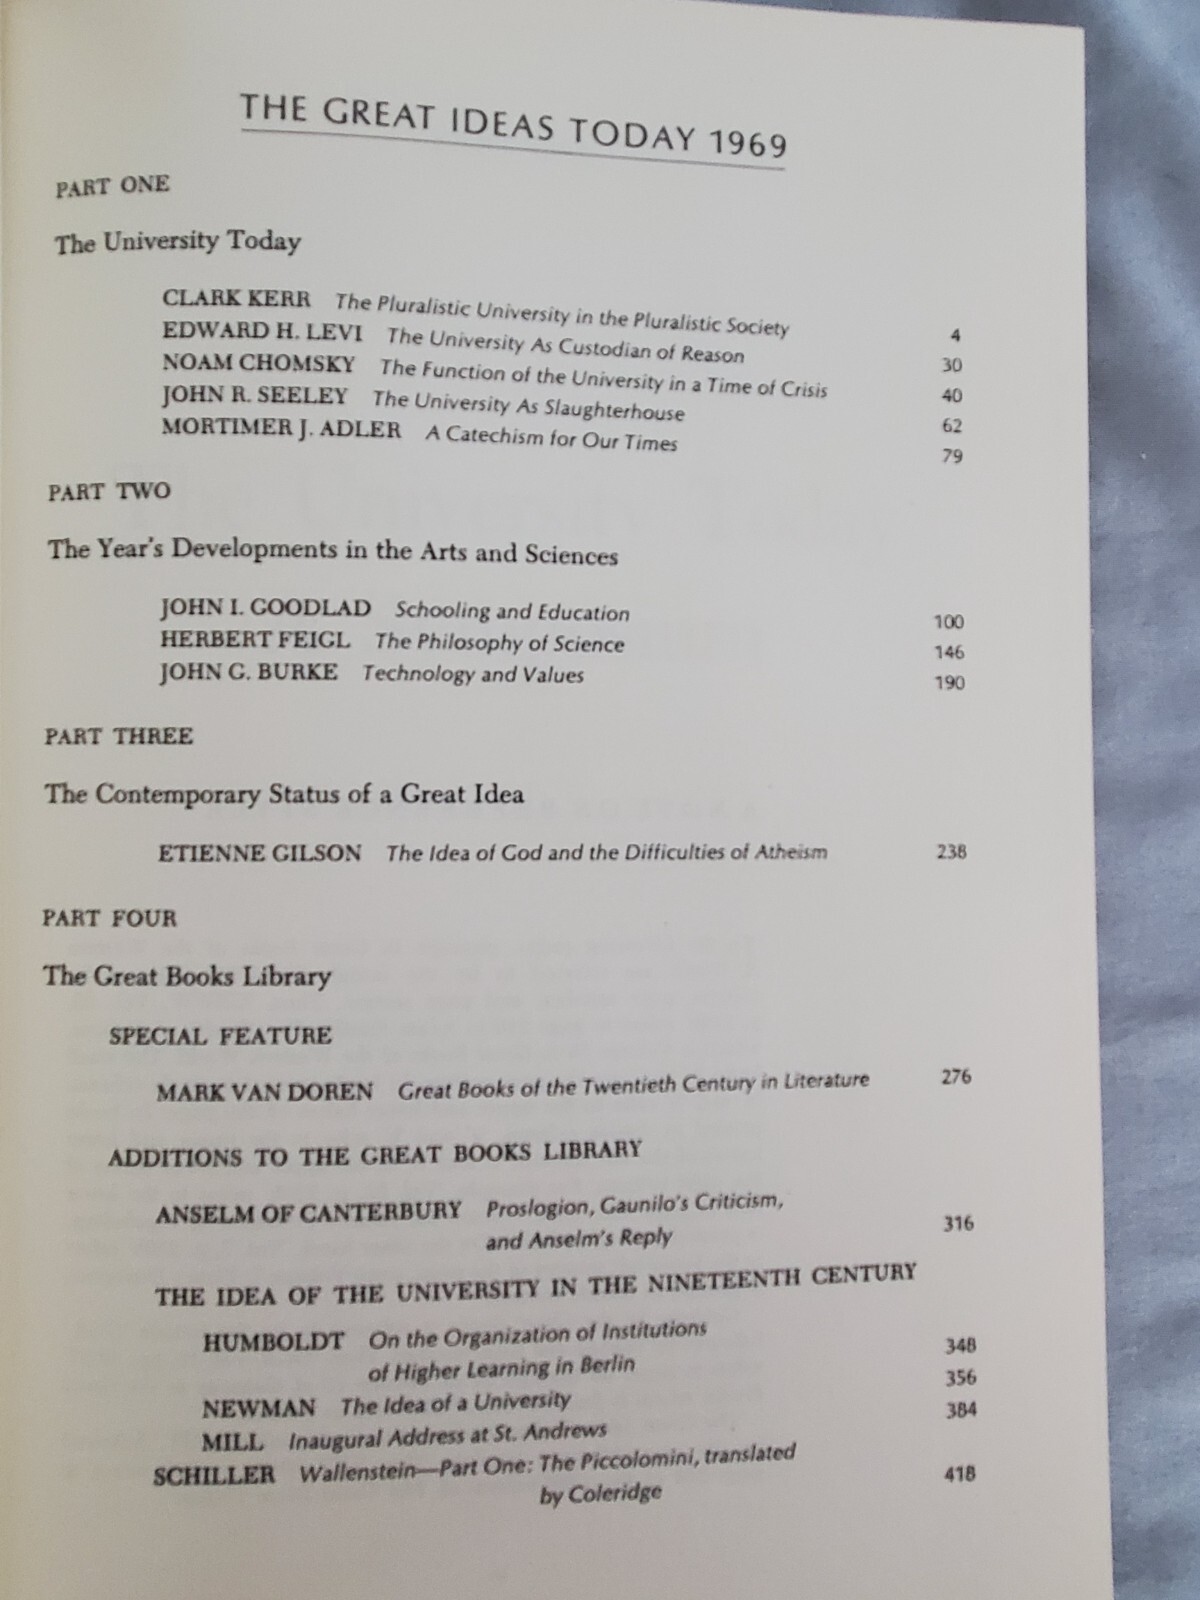 THE GREAT IDEAS TODAY 1969
PART ONE
The University Today
CLARK KERR The Pluralistic University in the Pluralistic Society 4
EDWARD H. LEVI The University As Custodian of Reason 30
NOAM CHOMSKY The Function of the University in a Time of Crisis 40
JOHN R. SEELEY The University As Slaughterhouse 62
MORTIMER J. ADLER A Catechism for Our Times 79
PART TWO
The Year's Developments in the Arts and Sciences
JOHN I. GOODLAD Schooling and Education 100
HERBERT FEIGL The Philosophy of Science 146
JOHN G. BURKE Technology and Values 190
PART THREE
The Contemporary Status of a Great Idea
ETIENNE GILSON The Idea of God and the Difficulties of Atheism 238
PART FOUR
The Great Books Library
SPECIAL FEATURE
MARK VAN DOREN Great Books of the Twentieth Century in Literature 276
ADDITIONS TO THE GREAT BOOKS LIBRARY
ANSELM OF CANTERBURY Proslogion, Gaunilo's Criticism,
and Anselm's Reply 316
THE IDEA OF THE UNIVERSITY IN THE NINETEENTH CENTURY
HUMBOLDT On the Organization of Institutions
of Higher Learning in Berlin 348
NEWMAN The Idea of a University 356
MILL Inaugural Address at St. Andrews 384
SCHILLER Wallenstein—Part One: The Piccolomini, translated
by Coleridge 418